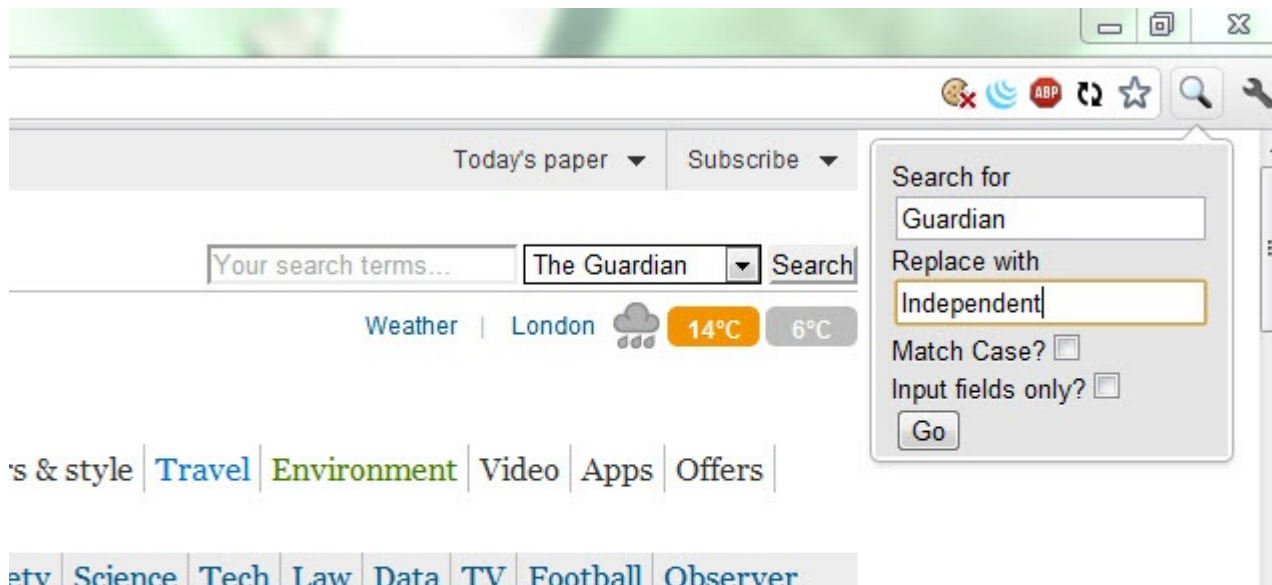 ABP
Today's paper Subscribe
Search for
Guardian
Your search terms... The Guardian Search
Replace with
Independent
Weather | London 14°C 6°C
Match Case?
Input fields only?
Go
& style Travel Environment Video Apps Offers
Science Tech Law Data TV Football Observer